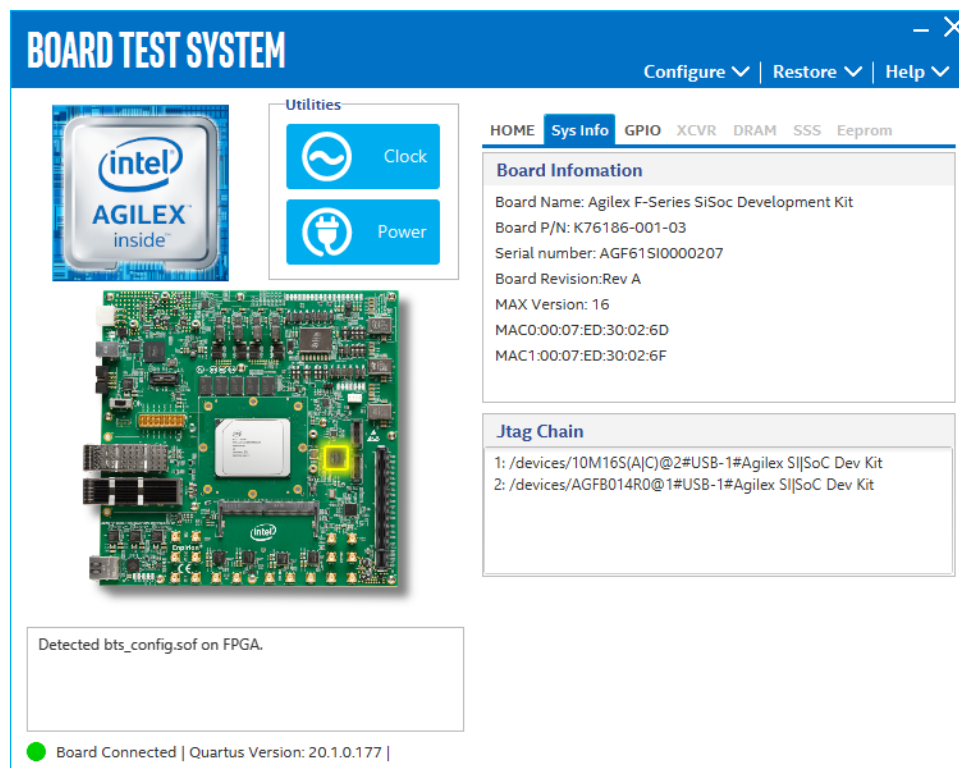 BOARD TEST SYSTEM
Configure | Restore | Help
intel
AGILEX
inside™
Utilities
Clock
Power
HOME Sys Info GPIO XCVR DRAM SSS Eeprom
Board Infomation
Board Name: Agilex F-Series SiSoc Development Kit
Board P/N: K76186-001-03
Serial number: AGF61SI0000207
Board Revision:Rev A
MAX Version: 16
MAC0:00:07:ED:30:02:6D
MAC1:00:07:ED:30:02:6F
Jtag Chain
1: /devices/10M16S(A|C)@2#USB-1#Agilex SI|SoC Dev Kit
2: /devices/AGFB014R0@1#USB-1#Agilex SI|SoC Dev Kit
intel
Enpirion
CE
Detected bts_config.sof on FPGA.
Board Connected | Quartus Version: 20.1.0.177 |